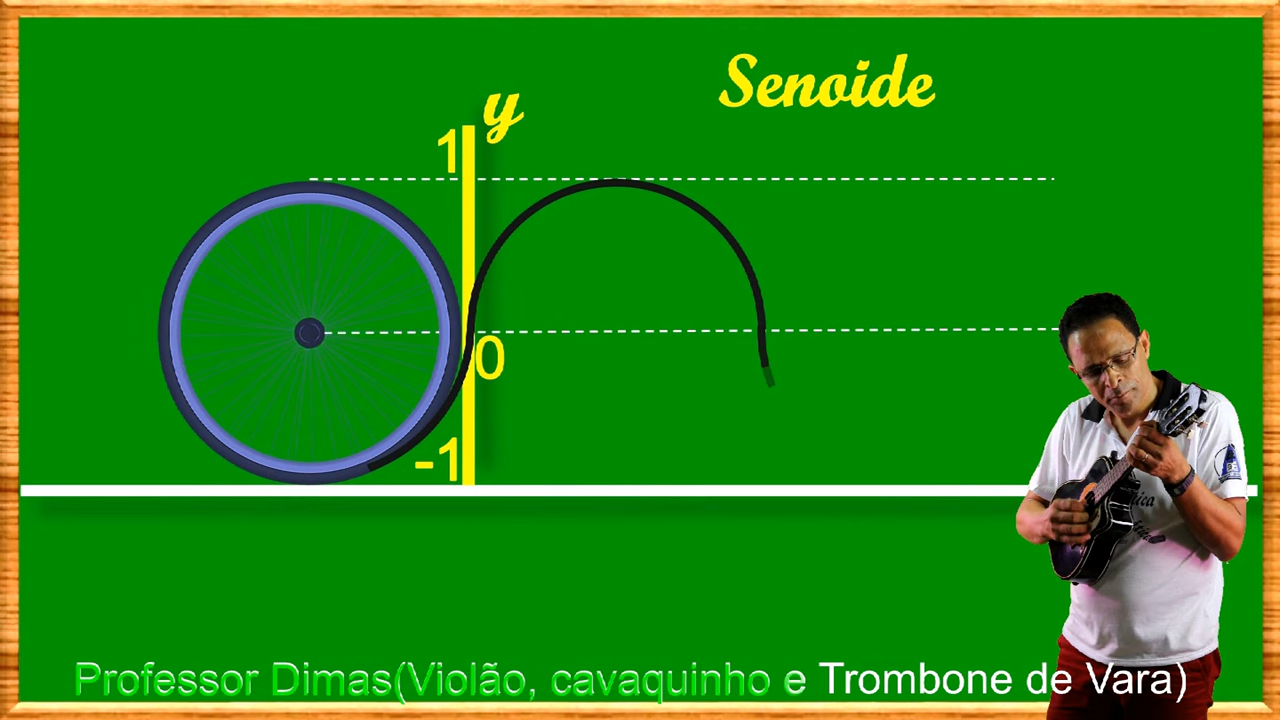 Senoide
y
1
0
-1
Professor Dimas(Violão, cavaquinho e Trombone de Vara)